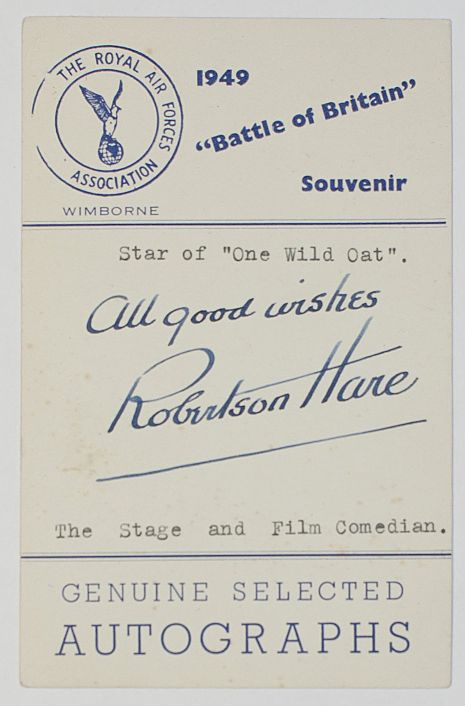 THE ROYAL AIR FORCES
ASSOCIATION
WIMBORNE
1949
"Battle of Britain"
Souvenir
Star of "One Wild Oat".
All good wishes
Robertson Hare
The Stage and Film Comedian.
GENUINE SELECTED
AUTOGRAPHS